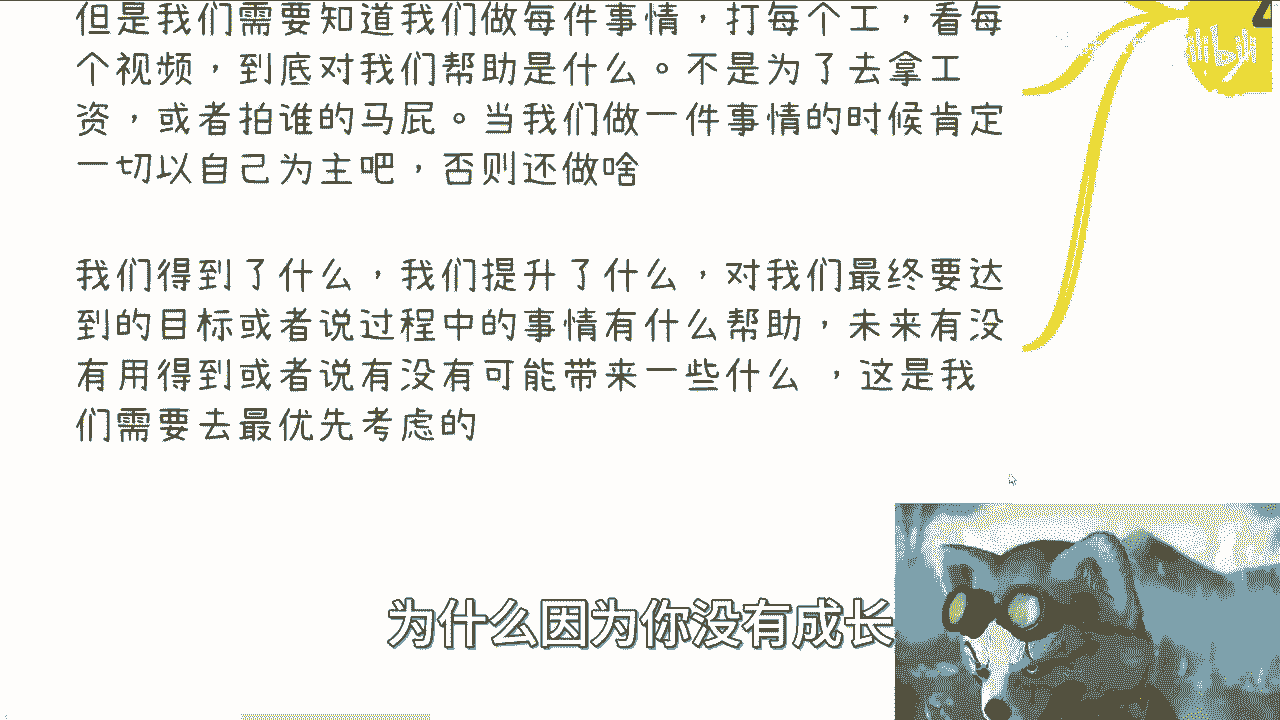 但是我们需要知道我们做每件事情，打每个工，看每
个视频，到底对我们帮助是什么。不是为了去拿工
资，或者拍谁的马屁。当我们做一件事情的时候肯定
一切以自己为主吧，否则还做啥
我们得到了什么，我们提升了什么，对我们最终要达
到的目标或者说过程中的事情有什么帮助，未来有没
有用得到或者说有没有可能带来一些什么 ，这是我
们需要去最优先考虑的
为什么因为你没有成长